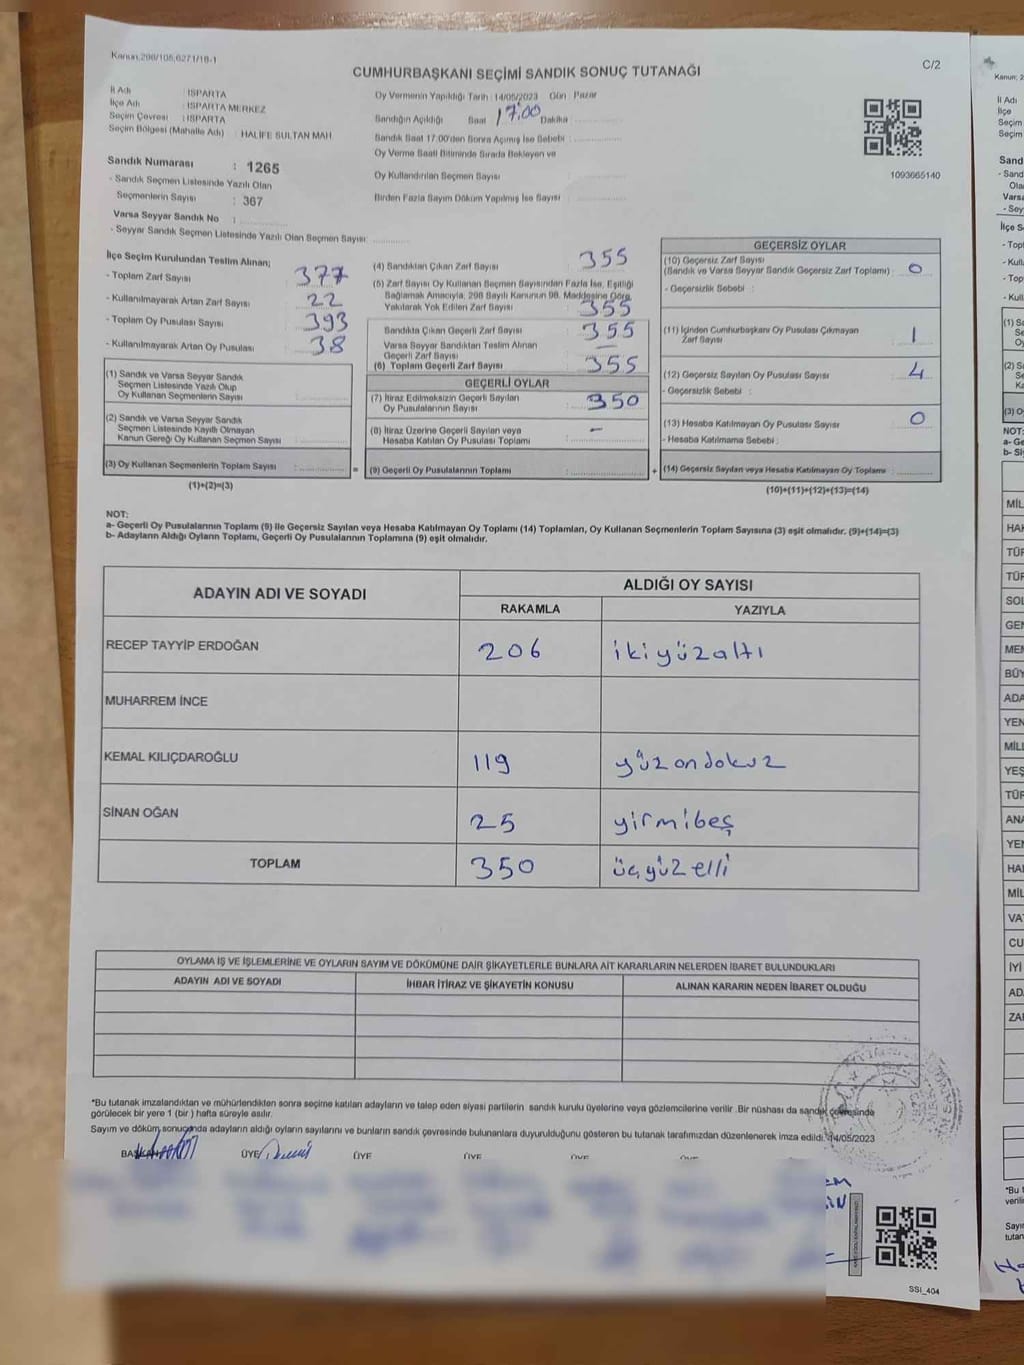 Kanun,298/105,6271/18-1
C/2
CUMHURBAŞKANI SEÇİMİ SANDIK SONUÇ TUTANAĞI
İl Adı : ISPARTA
İlçe Adı : ISPARTA MERKEZ
Seçim Çevresi : ISPARTA
Seçim Bölgesi (Mahalle Adı) : HALİFE SULTAN MAH.
Sandık Numarası : 1265
- Sandık Seçmen Listesinde Yazılı Olan
Seçmenlerin Sayısı : 367
Varsa Seyyar Sandık No :
- Seyyar Sandık Seçmen Listesinde Yazılı Olan Seçmen Sayısı:
Oy Vermenin Yapıldığı Tarih : 14/05/2023 Gün : Pazar
Sandığın Açıldığı Saat 17:00 Dakika :
Sandık Saat 17.00'den Sonra Açımış İse Sebebi :
Oy Verme Saati Bitiminde Sırada Bekleyen ve
Oy Kullandırılan Seçmen Sayısı :
Birden Fazla Sayım Döküm Yapılmış İse Sayısı :
1093665140
İlçe Seçim Kurulundan Teslim Alınan;
- Toplam Zarf Sayısı : 377
- Kullanılmayarak Artan Zarf Sayısı : 22
- Toplam Oy Pusulası Sayısı : 393
- Kullanılmayarak Artan Oy Pusulası : 38
(1) Sandık ve Varsa Seyyar Sandık
Seçmen Listesinde Yazılı Olup
Oy Kullanan Seçmenlerin Sayısı :
(2) Sandık ve Varsa Seyyar Sandık
Seçmen Listesinde Kayıtlı Olmayan
Kanun Gereği Oy Kullanan Seçmen Sayısı :
(3) Oy Kullanan Seçmenlerin Toplam Sayısı :
(1)+(2)=(3)
(4) Sandıktan Çıkan Zarf Sayısı : 355
(5) Zarf Sayısı Oy Kullanan Seçmen Sayısından Fazla İse, Eşitliği
Sağlamak Amacıyla, 298 Sayılı Kanunun 98. Maddesine Göre
Yakılarak Yok Edilen Zarf Sayısı : 355
Sandıkta Çıkan Geçerli Zarf Sayısı : 355
Varsa Seyyar Sandıktan Teslim Alınan
Geçerli Zarf Sayısı : -
(6) Toplam Geçerli Zarf Sayısı : 355
GEÇERLİ OYLAR
(7) İtiraz Edilmeksizin Geçerli Sayılan
Oy Pusulalarının Sayısı : 350
(8) İtiraz Üzerine Geçerli Sayılan veya
Hesaba Katılan Oy Pusulası Toplamı : -
= (9) Geçerli Oy Pusulalarının Toplamı :
GEÇERSİZ OYLAR
(10) Geçersiz Zarf Sayısı
(Sandık ve Varsa Seyyar Sandık Geçersiz Zarf Toplamı) : 0
- Geçersizlik Sebebi :
(11) İçinden Cumhurbaşkanı Oy Pusulası Çıkmayan
Zarf Sayısı : 1
(12) Geçersiz Sayılan Oy Pusulası Sayısı : 4
- Geçersizlik Sebebi :
(13) Hesaba Katılmayan Oy Pusulası Sayısı : 0
- Hesaba Katılmama Sebebi :
+ (14) Geçersiz Sayılan veya Hesaba Katılmayan Oy Toplamı :
(10)+(11)+(12)+(13)=(14)
NOT:
a- Geçerli Oy Pusulalarının Toplamı (9) ile Geçersiz Sayılan veya Hesaba Katılmayan Oy Toplamı (14) Toplamları, Oy Kullanan Seçmenlerin Toplam Sayısına (3) eşit olmalıdır. (9)+(14)=(3)
b- Adayların Aldığı Oyların Toplamı, Geçerli Oy Pusulalarının Toplamına (9) eşit olmalıdır.
ADAYIN ADI VE SOYADI
ALDIĞI OY SAYISI
RAKAMLA YAZIYLA
RECEP TAYYİP ERDOĞAN 206 ikiyüzaltı
MUHARREM İNCE
KEMAL KILIÇDAROĞLU 119 yüzondokuz
SİNAN OĞAN 25 yirmibeş
TOPLAM 350 üçyüzelli
OYLAMA İŞ VE İŞLEMLERİNE VE OYLARIN SAYIM VE DÖKÜMÜNE DAİR ŞİKAYETLERLE BUNLARA AİT KARARLARIN NELERDEN İBARET BULUNDUKLARI
ADAYIN ADI VE SOYADI İHBAR İTİRAZ VE ŞİKAYETİN KONUSU ALINAN KARARIN NEDEN İBARET OLDUĞU
*Bu tutanak imzalandıktan ve mühürlendikten sonra seçime katılan adayların ve talep eden siyasi partilerin sandık kurulu üyelerine veya gözlemcilerine verilir .Bir nüshası da sandık çevresinde
görülecek bir yere 1 (bir ) hafta süreyle asılır.
Sayım ve döküm sonucunda adayların aldığı oyların sayılarını ve bunların sandık çevresinde bulunanlara duyurulduğunu gösteren bu tutanak tarafımızdan düzenlenerek imza edildi. 14/05/2023
BAŞKAN ÜYE ÜYE ÜYE ÜYE
SSI_404